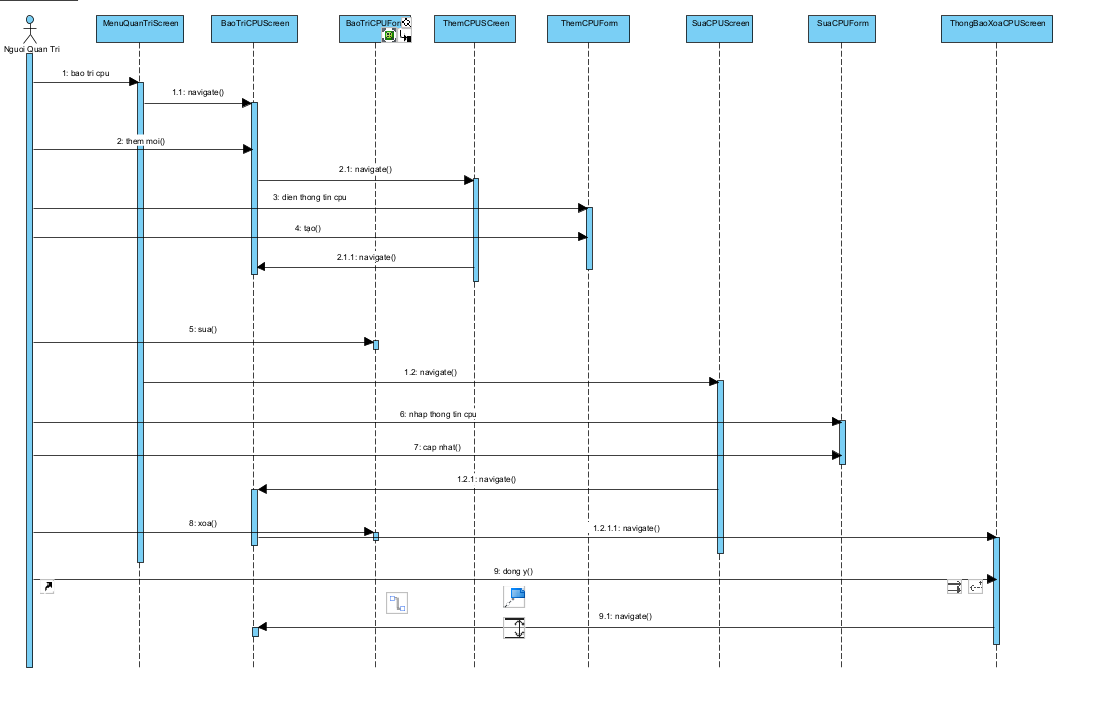 MenuQuanTriScreen
BaoTriCPUScreen
BaoTriCPUForm
ThemCPUSCreen
ThemCPUForm
SuaCPUScreen
SuaCPUForm
ThongBaoXoaCPUScreen
Nguoi Quan Tri
1: bao tri cpu
1.1: navigate()
2: them moi()
2.1: navigate()
3: dien thong tin cpu
4: tạo()
2.1.1: navigate()
5: sua()
1.2: navigate()
6: nhap thong tin cpu
7: cap nhat()
1.2.1: navigate()
8: xoa()
1.2.1.1: navigate()
9: dong y()
9.1: navigate()